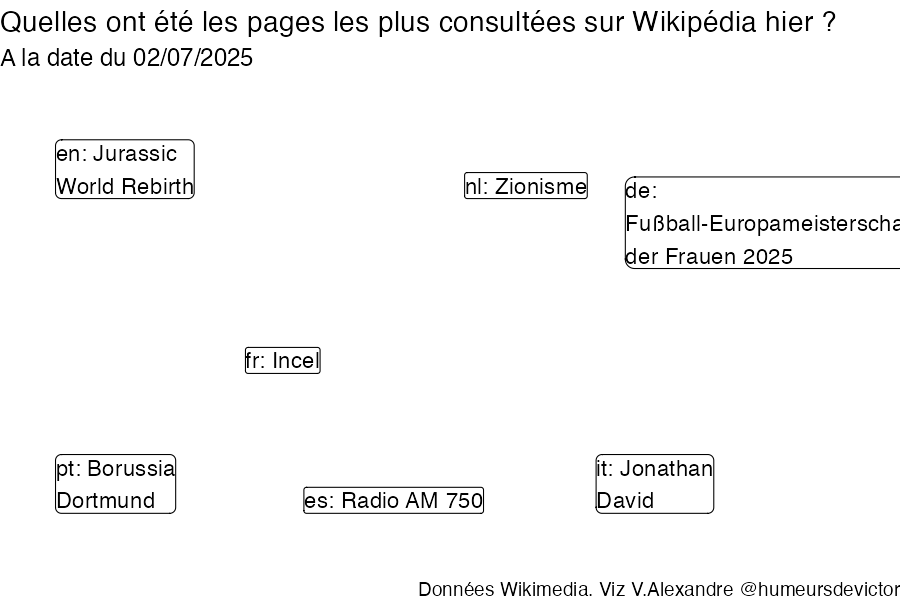 Quelles ont été les pages les plus consultées sur Wikipédia hier ?
A la date du 02/07/2025
en: Jurassic
World Rebirth
nl: Zionisme
de:
Fußball-Europameisterscha
der Frauen 2025
fr: Incel
pt: Borussia
Dortmund
es: Radio AM 750
it: Jonathan
David
Données Wikimedia. Viz V.Alexandre @humeursdevictor